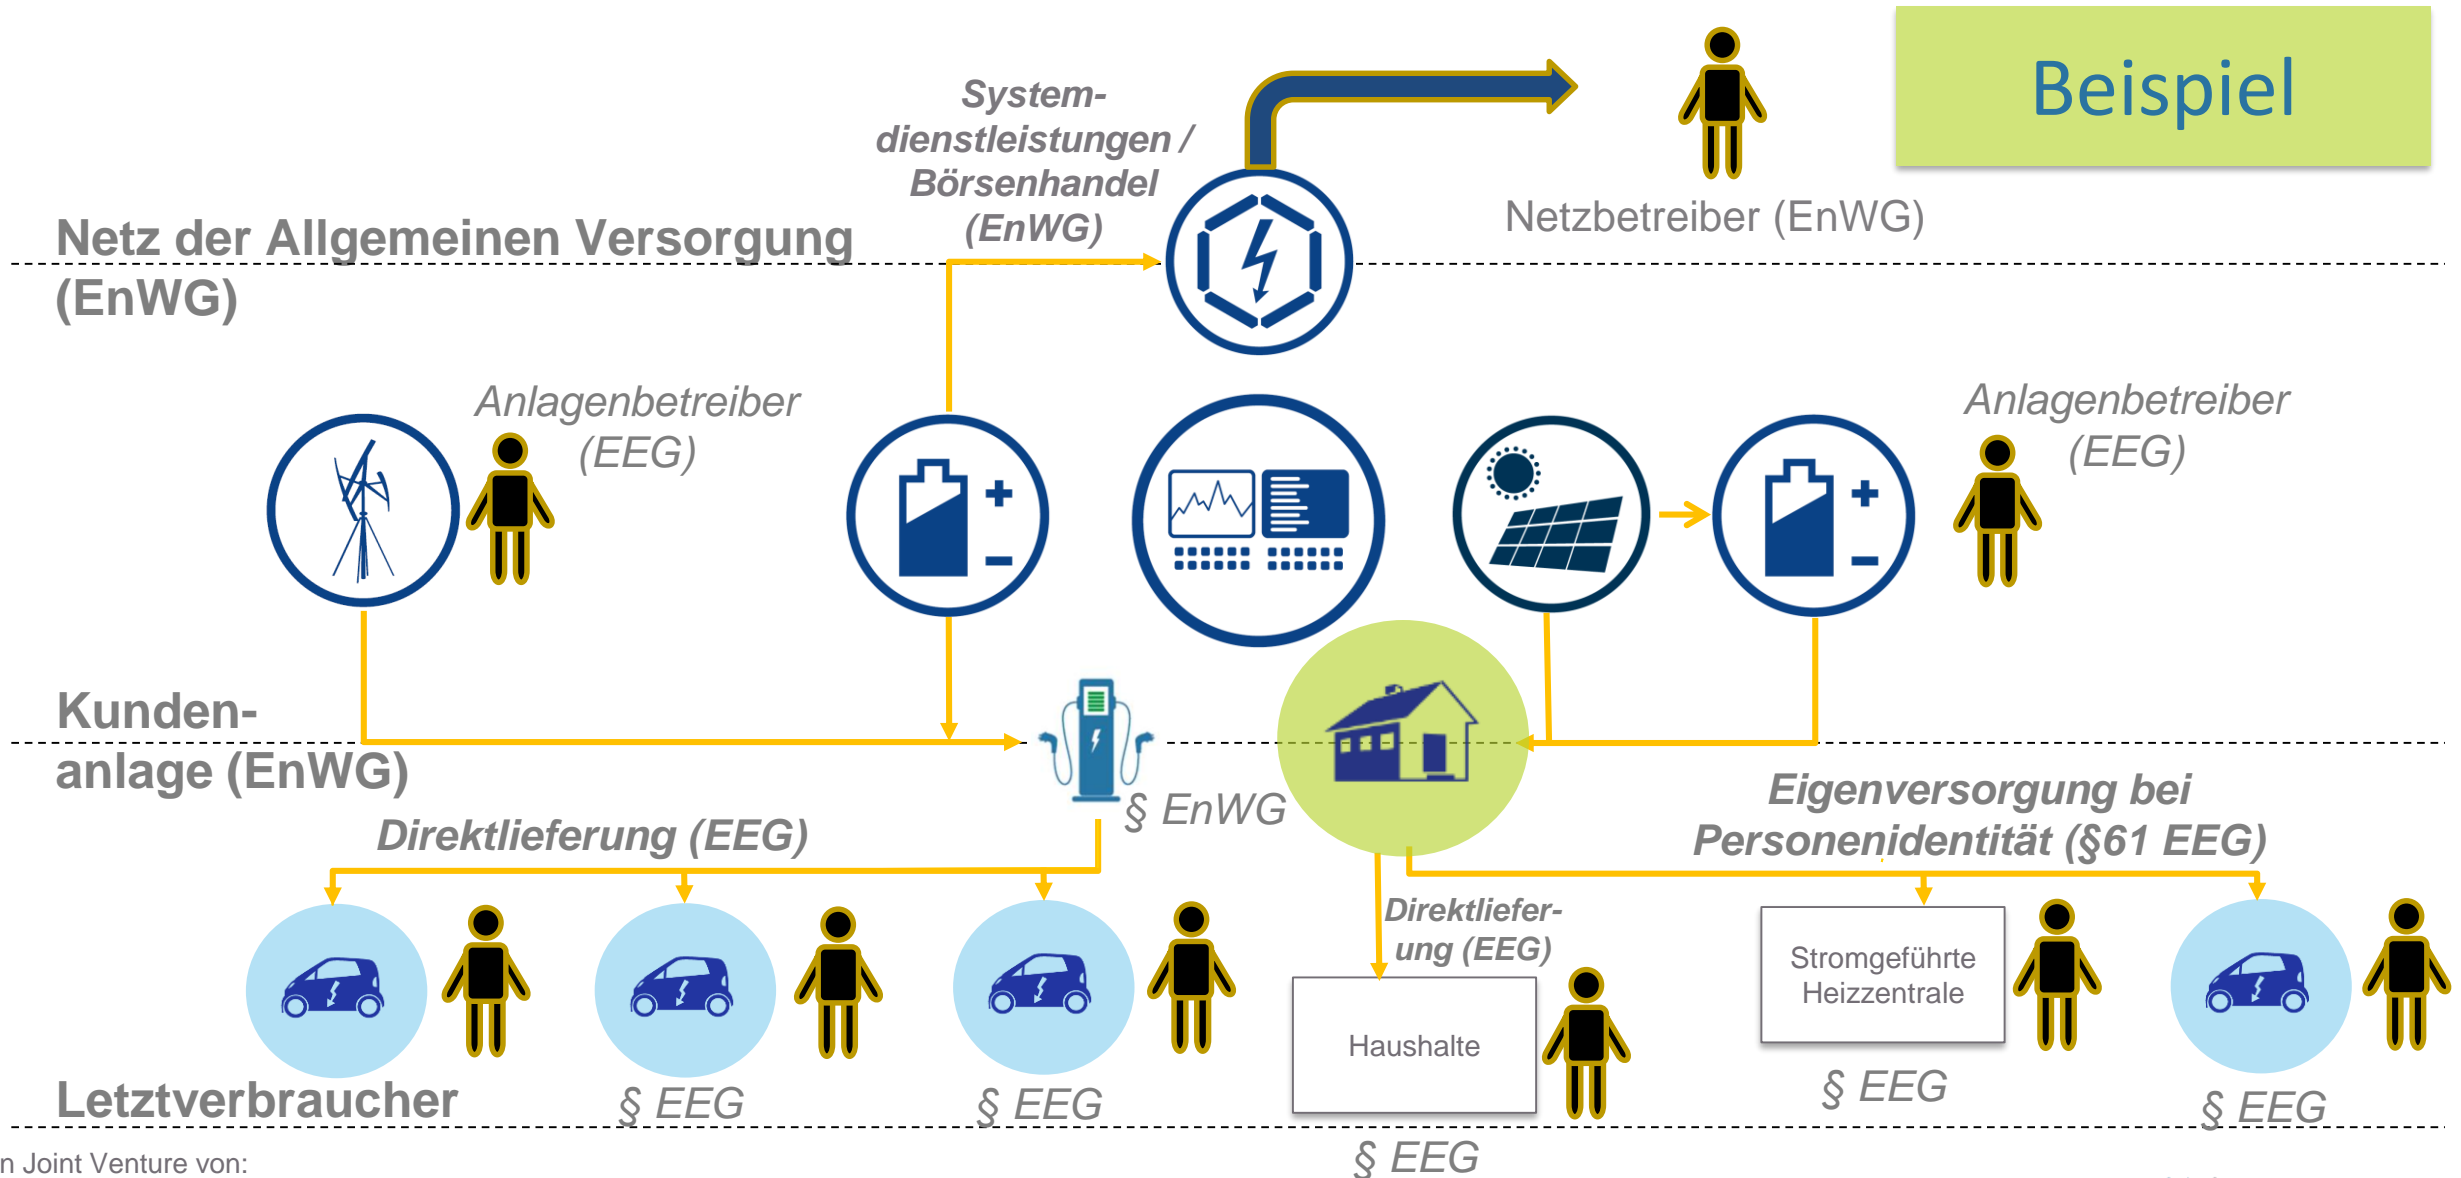 Beispiel
System-
dienstleistungen /
Börsenhandel
(EnWG)
Netzbetreiber (EnWG)
Netz der Allgemeinen Versorgung
(EnWG)
Anlagenbetreiber
(EEG)
Anlagenbetreiber
(EEG)
Kunden-
anlage (EnWG)
§ EnWG
Direktlieferung (EEG)
Eigenversorgung bei
Personenidentität (§61 EEG)
Direktliefer-
ung (EEG)
Haushalte
Stromgeführte
Heizzentrale
Letztverbraucher
§ EEG
§ EEG
§ EEG
§ EEG
§ EEG
n Joint Venture von: